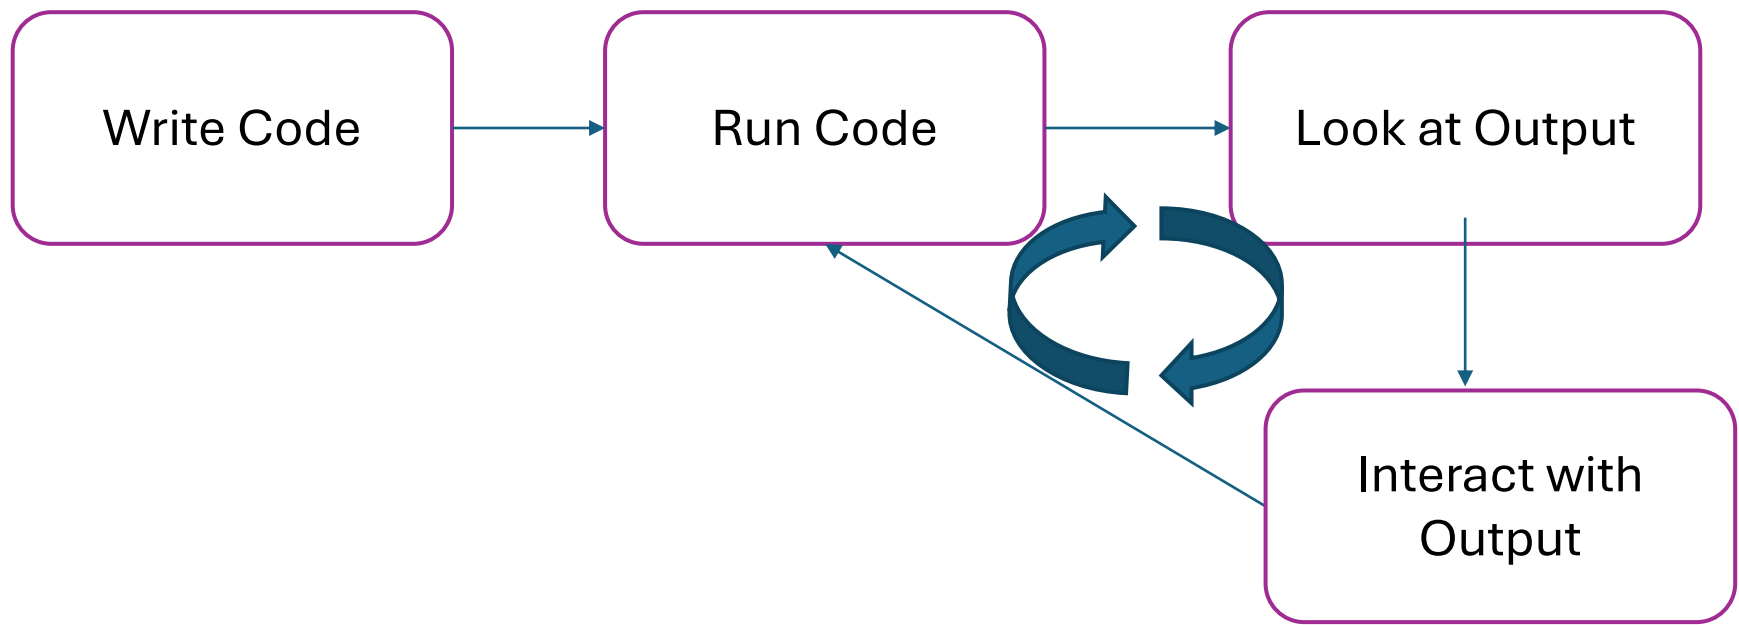 Write Code
Run Code
Look at Output
Interact with
Output